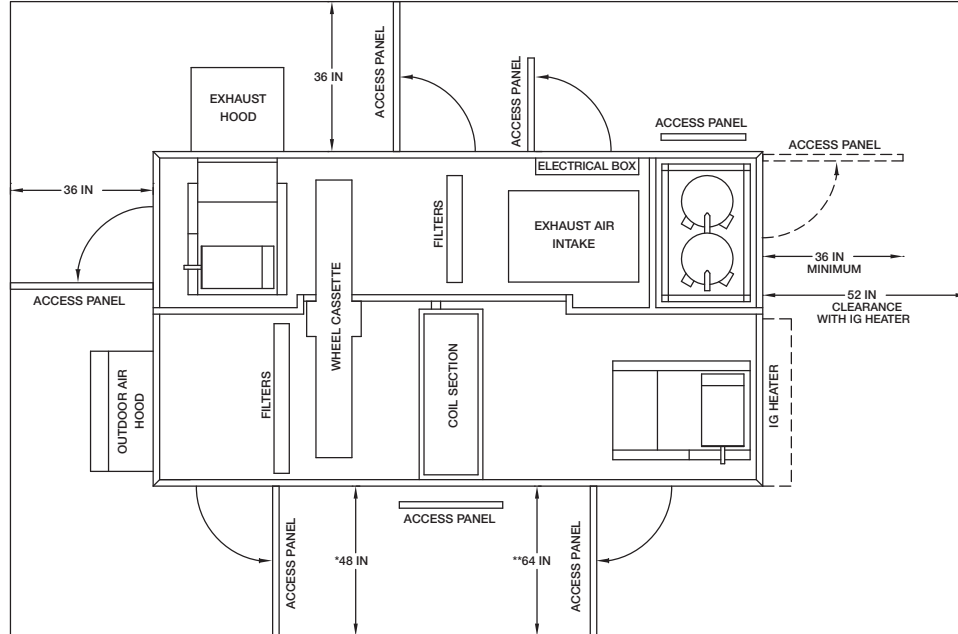 36 IN
ACCESS PANEL
ACCESS PANEL
EXHAUST
HOOD
ACCESS PANEL
ACCESS PANEL
ELECTRICAL BOX
36 IN
FILTERS
EXHAUST AIR
INTAKE
36 IN
MINIMUM
ACCESS PANEL
WHEEL CASSETTE
52 IN
CLEARANCE
WITH IG HEATER
OUTDOOR AIR
HOOD
FILTERS
COIL SECTION
IG HEATER
ACCESS PANEL
ACCESS PANEL
*48 IN
**64 IN
ACCESS PANEL